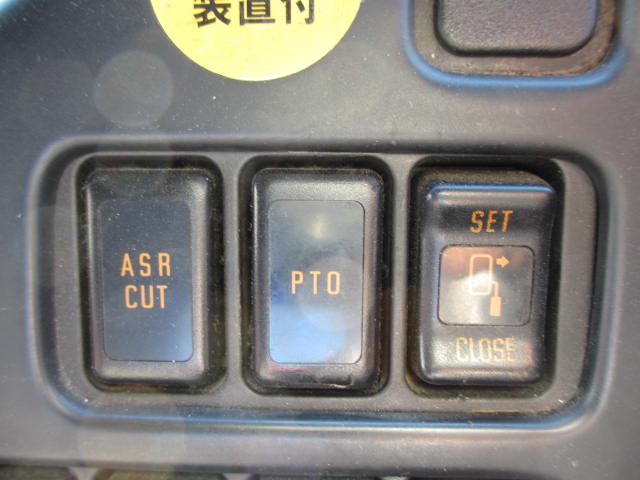 装置付
ASR
CUT
PTO
SET
CLOSE